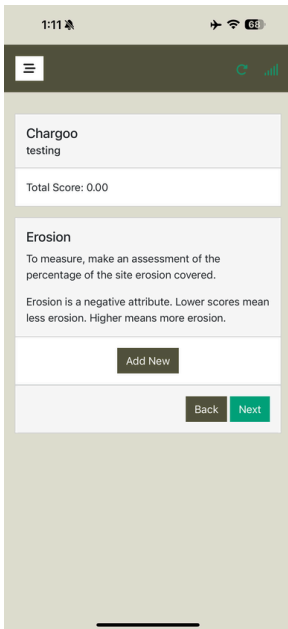 1:11
68
Chargoo
testing
Total Score: 0.00
Erosion
To measure, make an assessment of the
percentage of the site erosion covered.
Erosion is a negative attribute. Lower scores mean
less erosion. Higher means more erosion.
Add New
Back Next